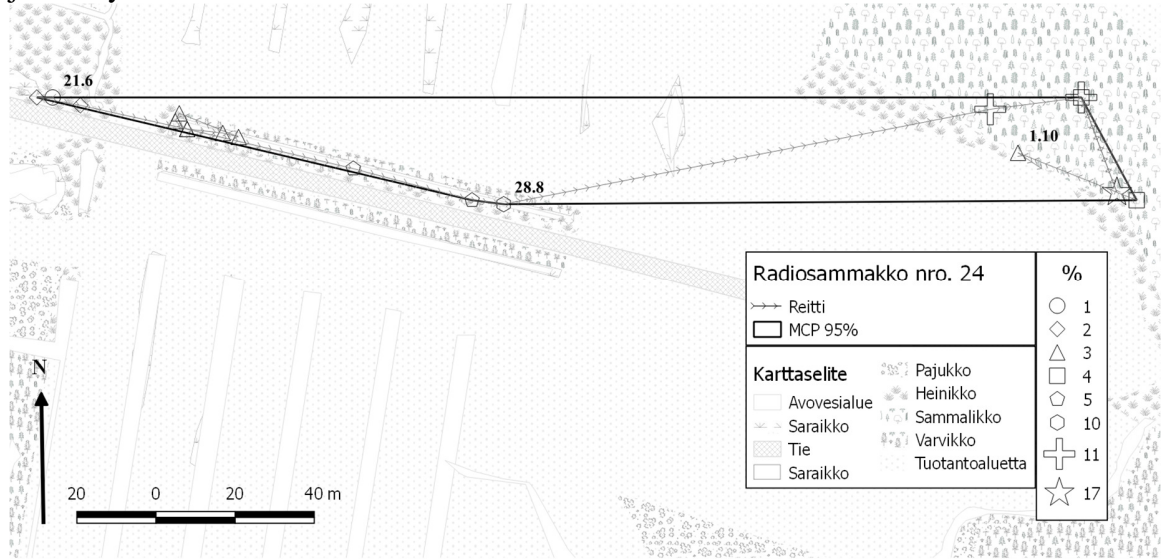 21.6
1.10
28.8
Radiosammakko nro. 24
Reitti
MCP 95%
Karttaselite
Avovesialue
Saraikko
Tie
Saraikko
Pajukko
Heinikko
Sammalikko
Varvikko
Tuotantoaluetta
%
1
2
3
4
5
10
11
17
N
20 0 20 40 m